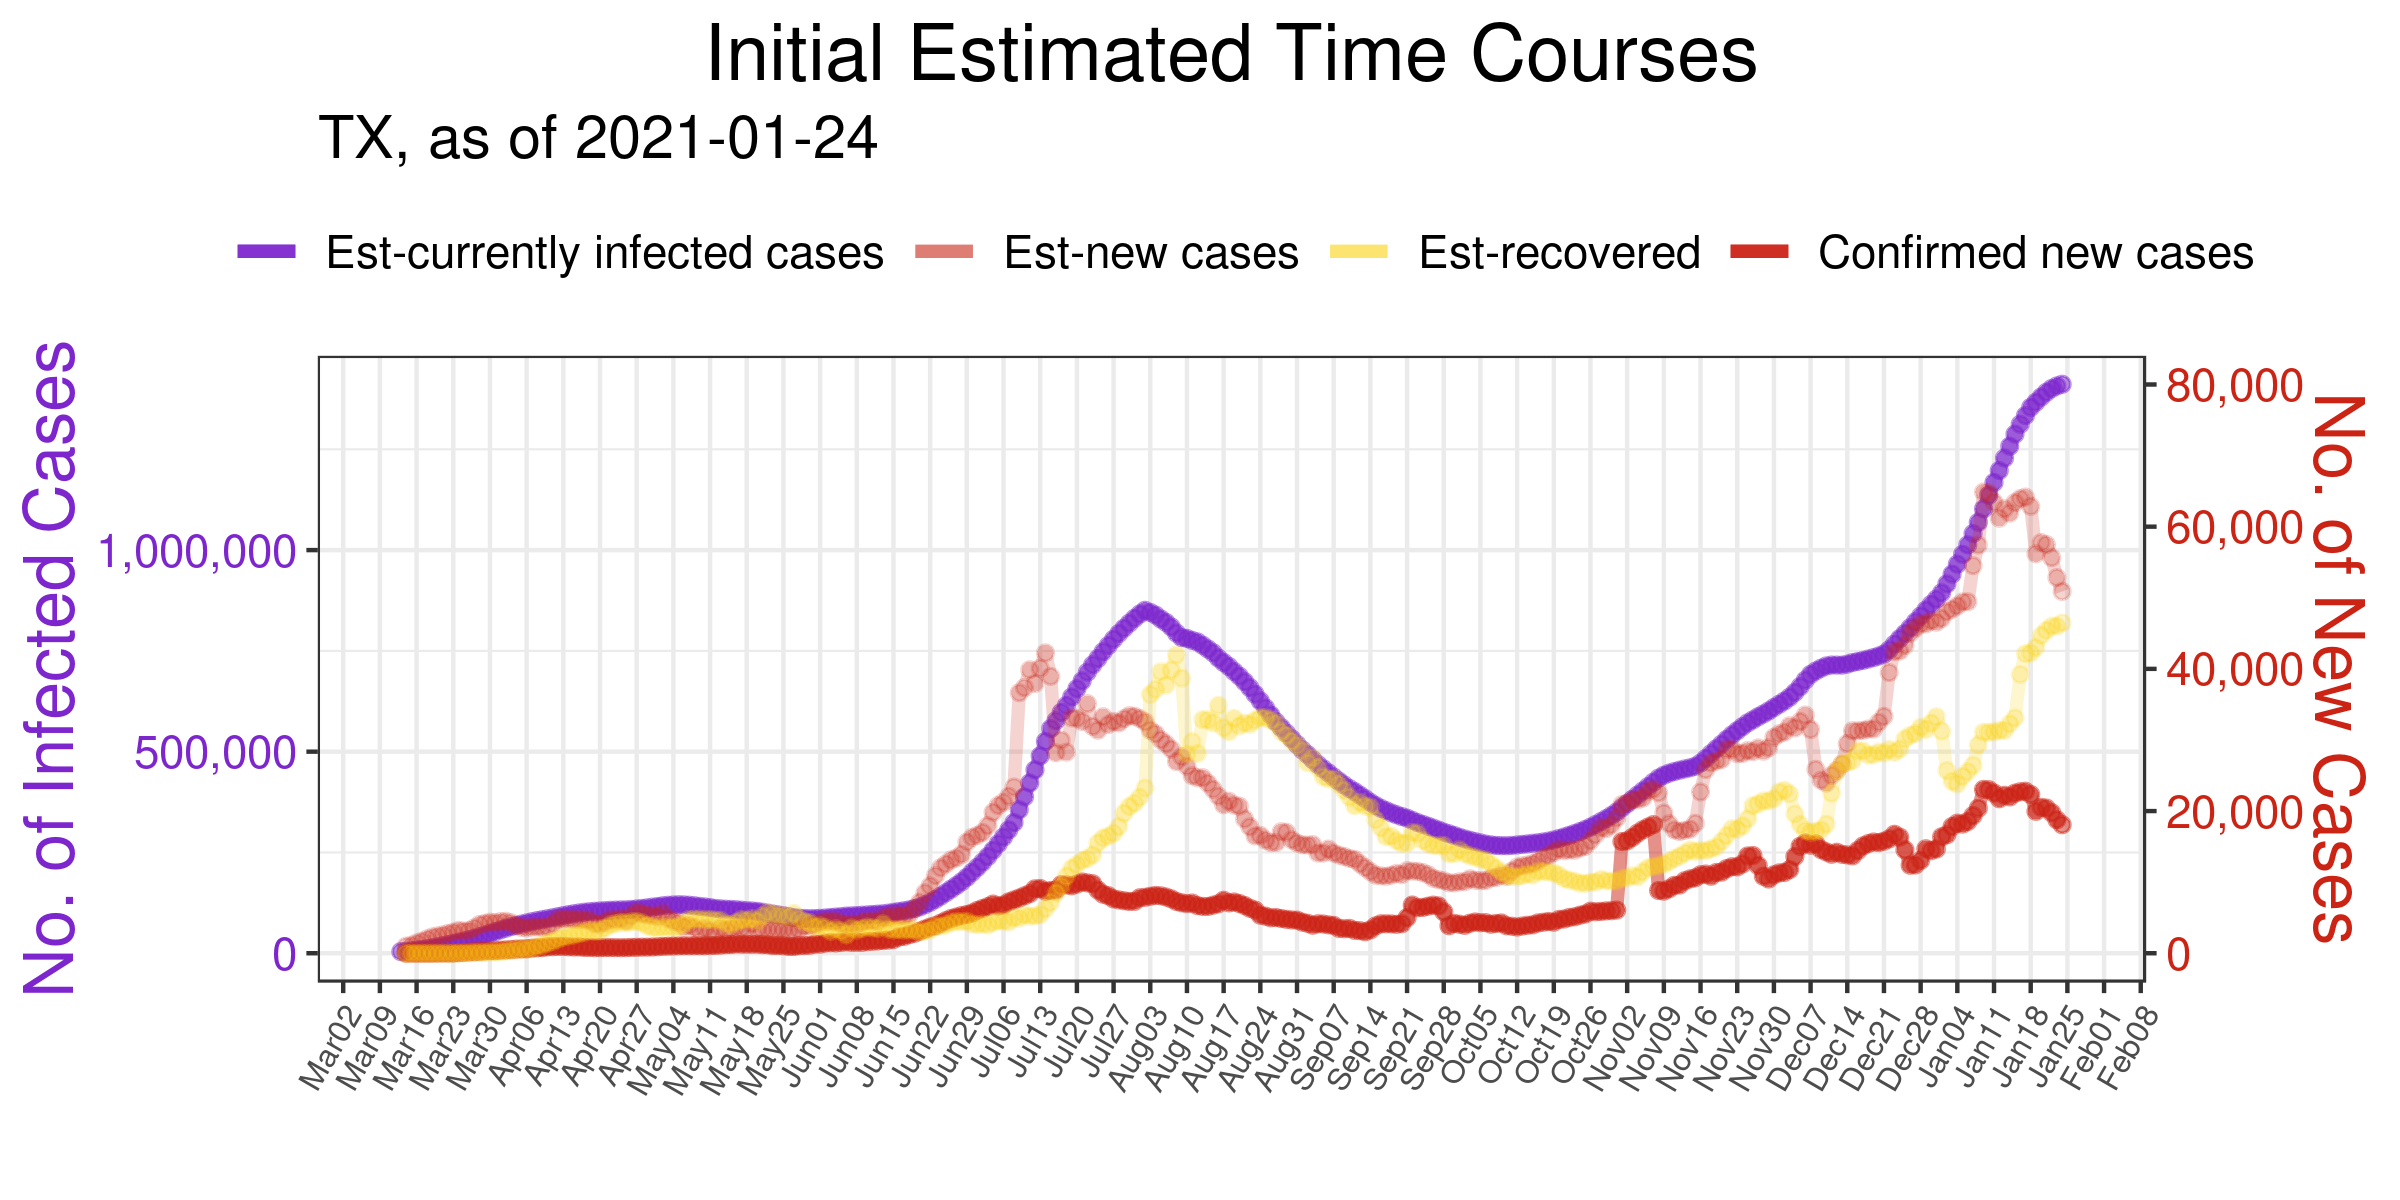 Initial Estimated Time Courses
TX, as of 2021-01-24
Est-currently infected cases
Est-new cases
Est-recovered
Confirmed new cases
No. of Infected Cases
1,000,000
500,000
0
80,000
60,000
40,000
20,000
0
No. of New Cases
Mar02
Mar09
Mar16
Mar23
Mar30
Apr06
Apr13
Apr20
Apr27
May04
May11
May18
May25
Jun01
Jun08
Jun15
Jun22
Jun29
Jul06
Jul13
Jul20
Jul27
Aug03
Aug10
Aug17
Aug24
Aug31
Sep07
Sep14
Sep21
Sep28
Oct05
Oct12
Oct19
Oct26
Nov02
Nov09
Nov16
Nov23
Nov30
Dec07
Dec14
Dec21
Dec28
Jan04
Jan11
Jan18
Jan25
Feb01
Feb08